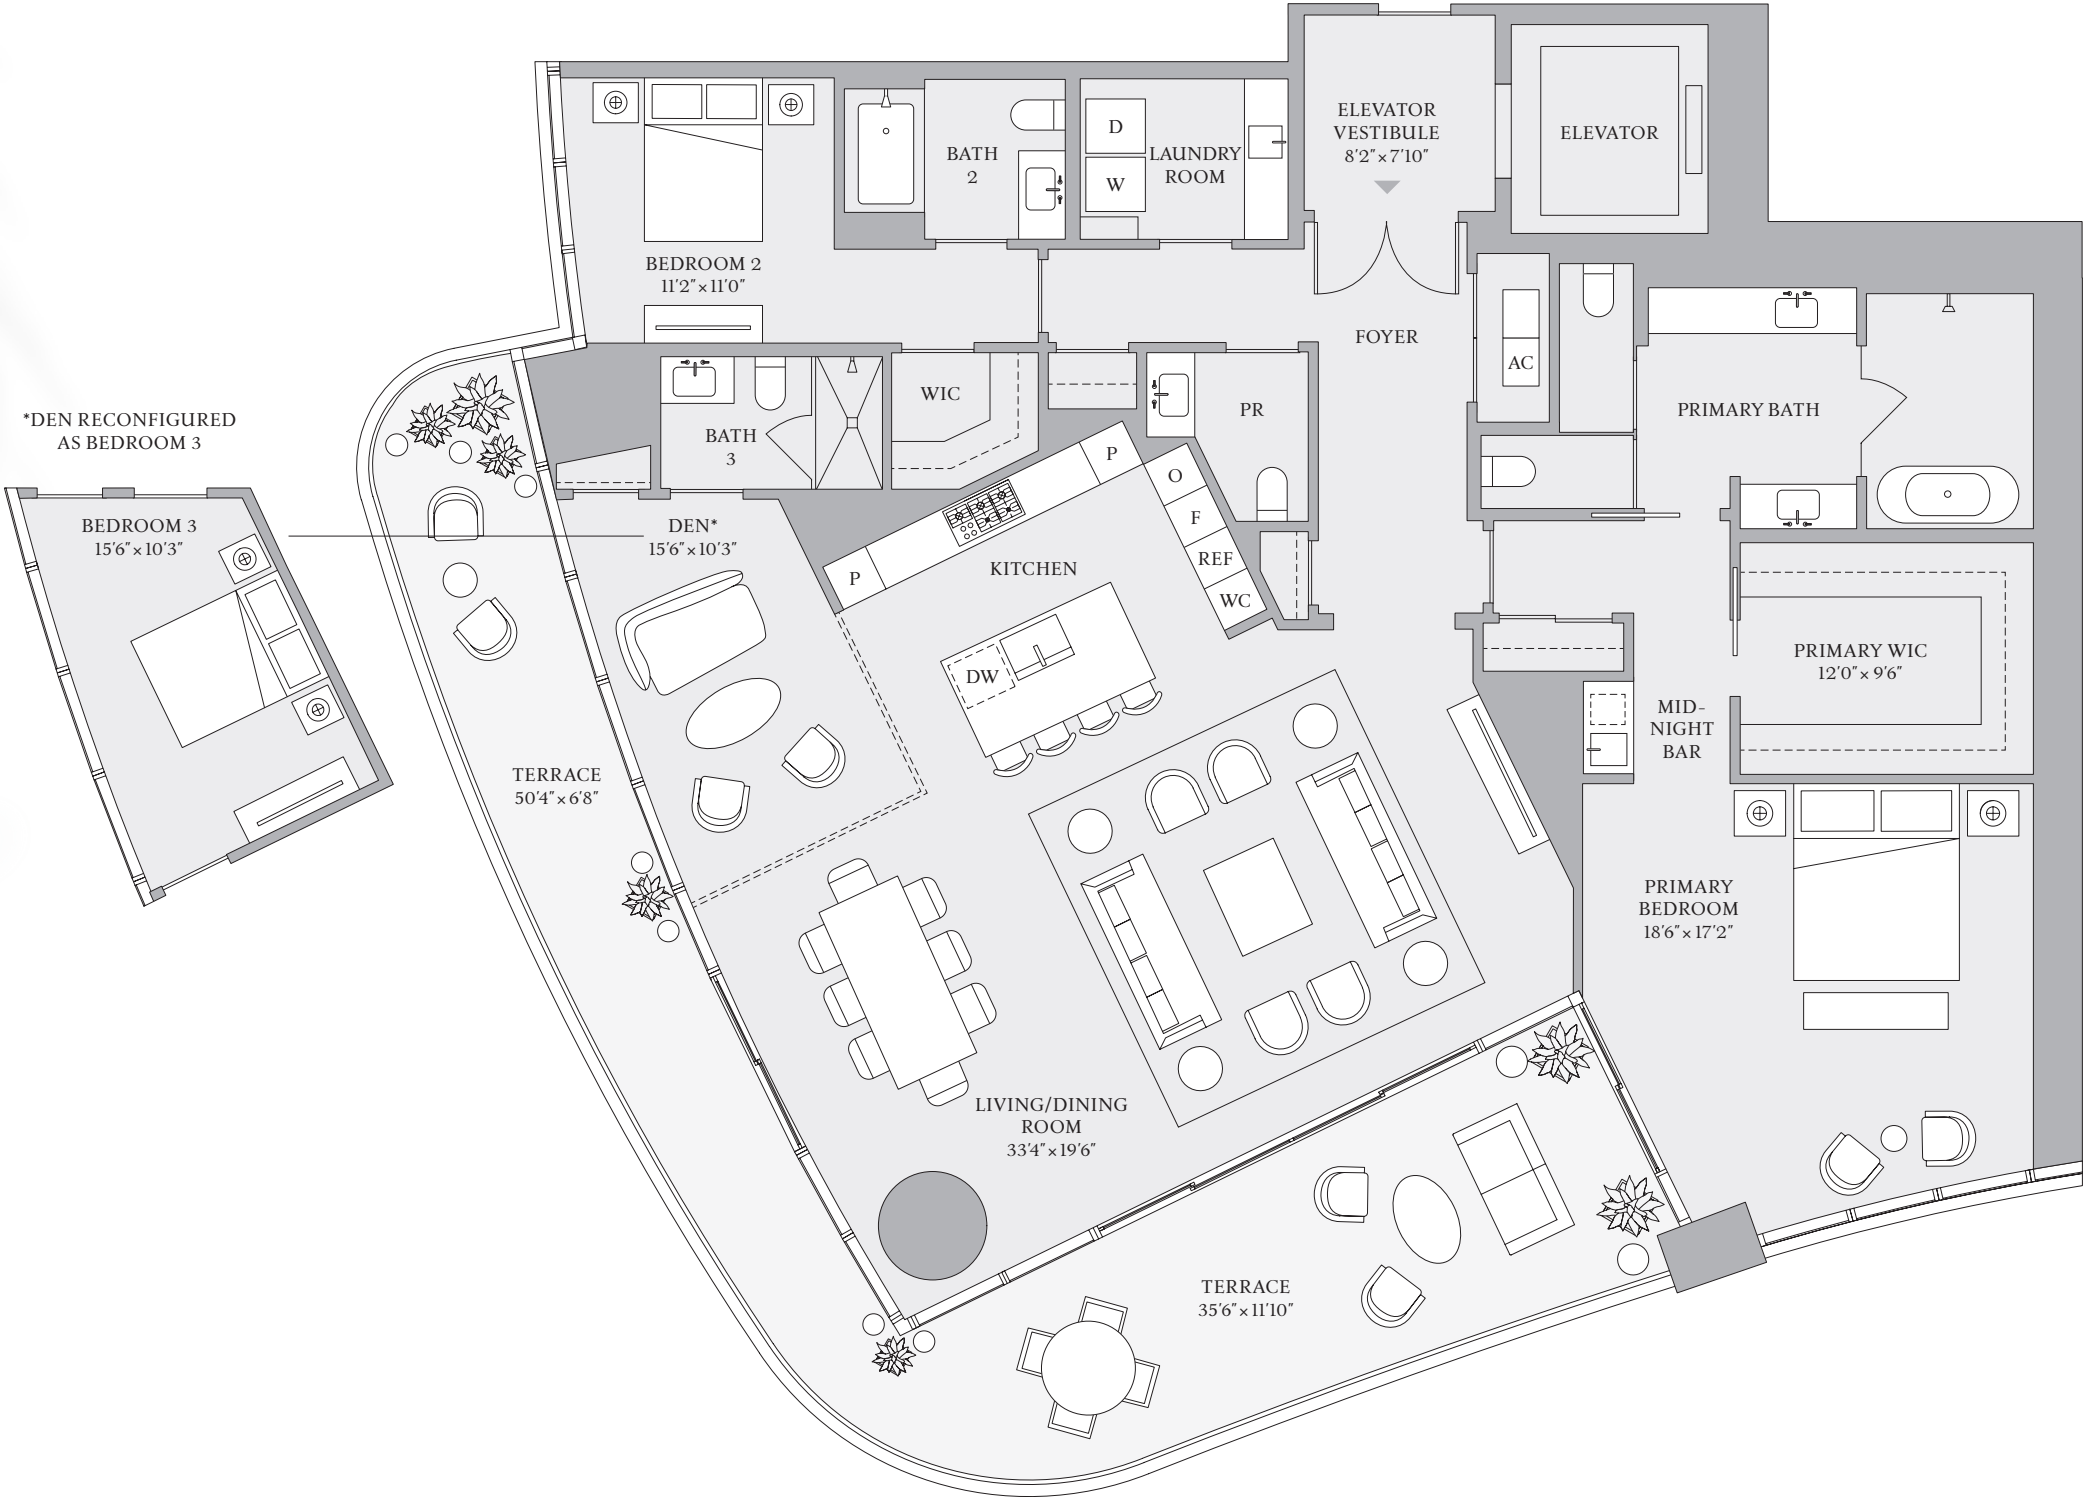 ELEVATOR
VESTIBULE
8'2" × 7'10"
ELEVATOR
D
W
LAUNDRY
ROOM
BATH
2
BEDROOM 2
11'2" × 11'0"
FOYER
AC
WIC
PR
PRIMARY BATH
*DEN RECONFIGURED
AS BEDROOM 3
BATH
3
P
O
F
REF
WC
BEDROOM 3
15'6" × 10'3"
DEN*
15'6" × 10'3"
P
KITCHEN
DW
PRIMARY WIC
12'0" × 9'6"
MID-
NIGHT
BAR
TERRACE
50'4" × 6'8"
PRIMARY
BEDROOM
18'6" × 17'2"
LIVING/DINING
ROOM
33'4" × 19'6"
TERRACE
35'6" × 11'10"